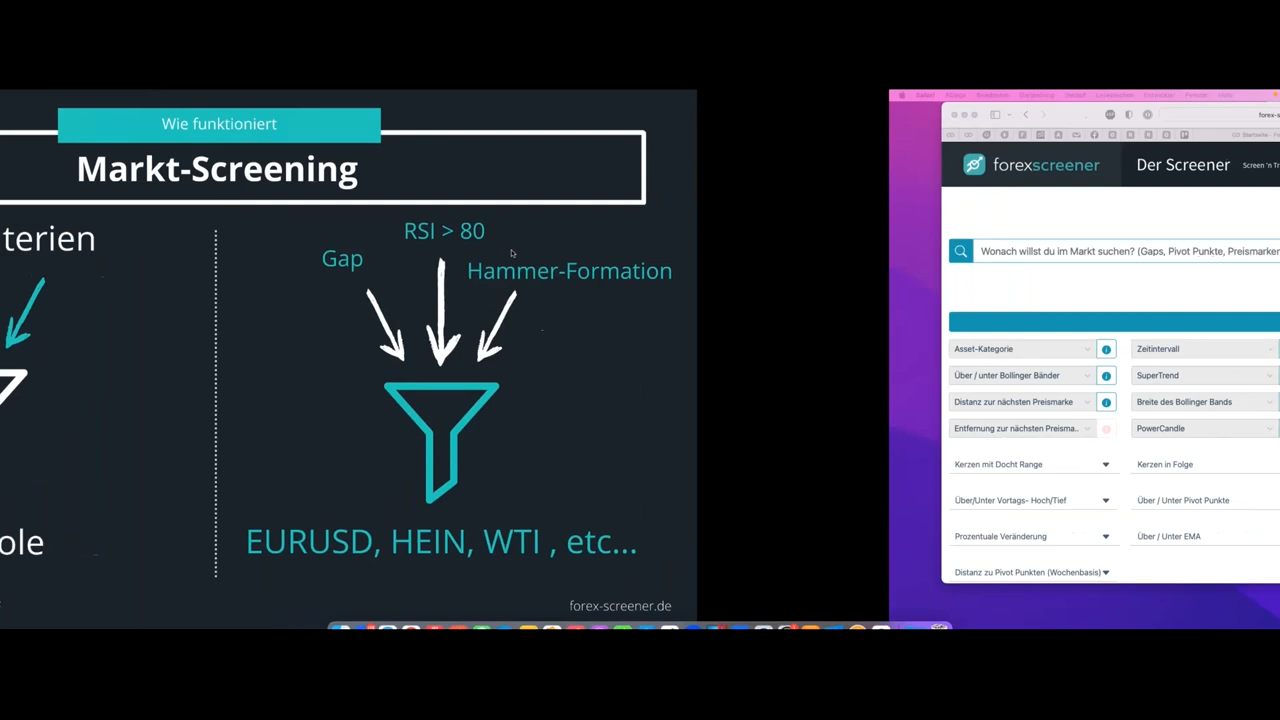 Wie funktioniert
Markt-Screening
terien
RSI > 80
Gap
Hammer-Formation
ole
EURUSD, HEIN, WTI , etc...
forex-screener.de
forex-s
forexscreener
Der Screener
Screen 'n Tr
Wonach willst du im Markt suchen? (Gaps, Pivot Punkte, Preismarken
Asset-Kategorie
Zeitintervall
Über / unter Bollinger Bänder
SuperTrend
Distanz zur nächsten Preismarke
Breite des Bollinger Bands
Entfernung zur nächsten Preisma..
PowerCandle
Kerzen mit Docht Range
Kerzen in Folge
Über/Unter Vortags- Hoch/Tief
Über / Unter Pivot Punkte
Prozentuale Veränderung
Über / Unter EMA
Distanz zu Pivot Punkten (Wochenbasis)